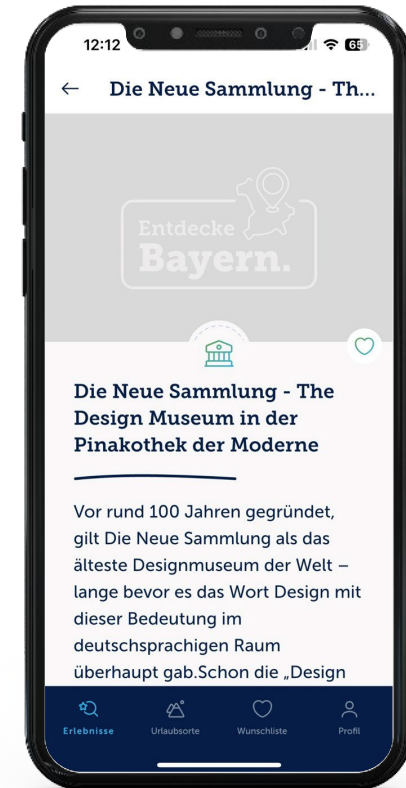 12:12
65
Die Neue Sammlung - Th...
Entdecke
Bayern.
Die Neue Sammlung - The
Design Museum in der
Pinakothek der Moderne
Vor rund 100 Jahren gegründet,
gilt Die Neue Sammlung als das
älteste Designmuseum der Welt –
lange bevor es das Wort Design mit
dieser Bedeutung im
deutschsprachigen Raum
überhaupt gab.Schon die „Design
Erlebnisse Urlaubsorte Wunschliste Profil